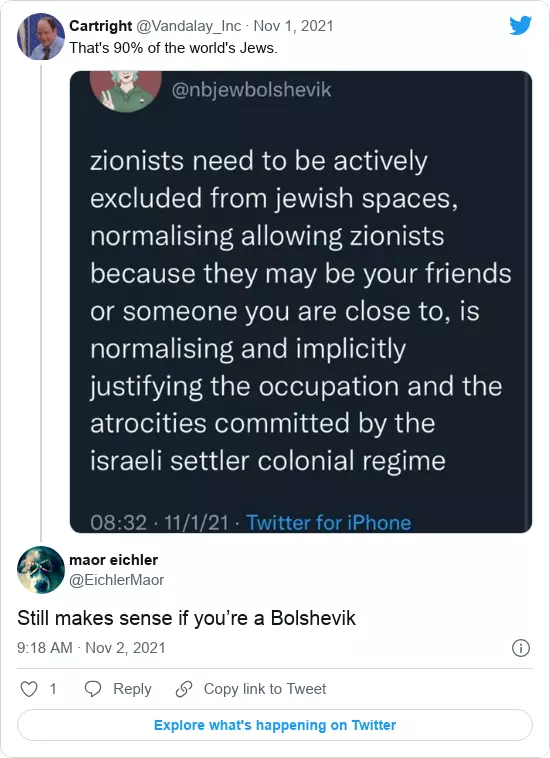 Cartright @Vandalay_Inc · Nov 1, 2021
That's 90% of the world's Jews.
@nbjewbolshevik
zionists need to be actively
excluded from jewish spaces,
normalising allowing zionists
because they may be your friends
or someone you are close to, is
normalising and implicitly
justifying the occupation and the
atrocities committed by the
israeli settler colonial regime
08:32 · 11/1/21 · Twitter for iPhone
maor eichler
@EichlerMaor
Still makes sense if you’re a Bolshevik
9:18 AM · Nov 2, 2021
1 Reply Copy link to Tweet
Explore what's happening on Twitter